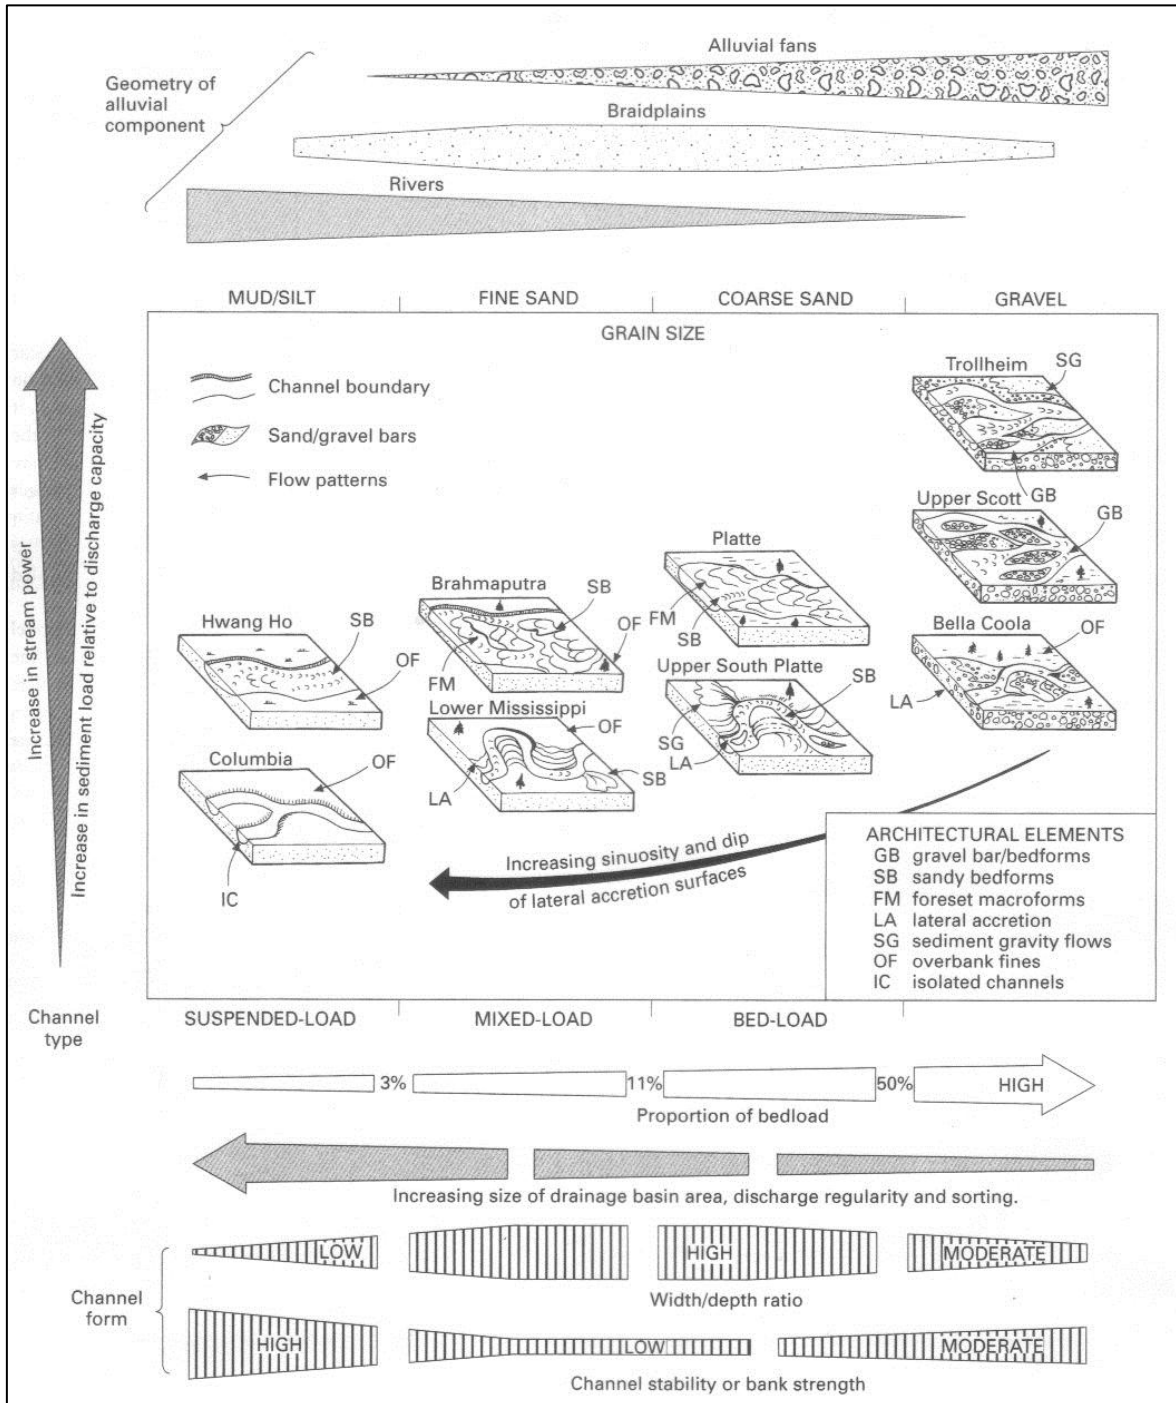 Alluvial fans
Geometry of
alluvial
component
Braidplains
Rivers
MUD/SILT
FINE SAND
COARSE SAND
GRAVEL
GRAIN SIZE
Increase in stream power
Increase in sediment load relative to discharge capacity
Channel boundary
Sand/gravel bars
Flow patterns
Trollheim
SG
GB
Upper Scott
GB
Platte
FM
SB
Brahmaputra
SB
OF
FM
Hwang Ho
SB
OF
Bella Coola
OF
LA
Upper South Platte
SB
SG
LA
Lower Mississippi
OF
SB
LA
Columbia
OF
IC
Increasing sinuosity and dip
of lateral accretion surfaces
ARCHITECTURAL ELEMENTS
GB gravel bar/bedforms
SB sandy bedforms
FM foreset macroforms
LA lateral accretion
SG sediment gravity flows
OF overbank fines
IC isolated channels
Channel
type
SUSPENDED-LOAD
MIXED-LOAD
BED-LOAD
3%
11%
50%
HIGH
Proportion of bedload
Increasing size of drainage basin area, discharge regularity and sorting.
Channel
form
LOW
HIGH
MODERATE
Width/depth ratio
HIGH
LOW
MODERATE
Channel stability or bank strength